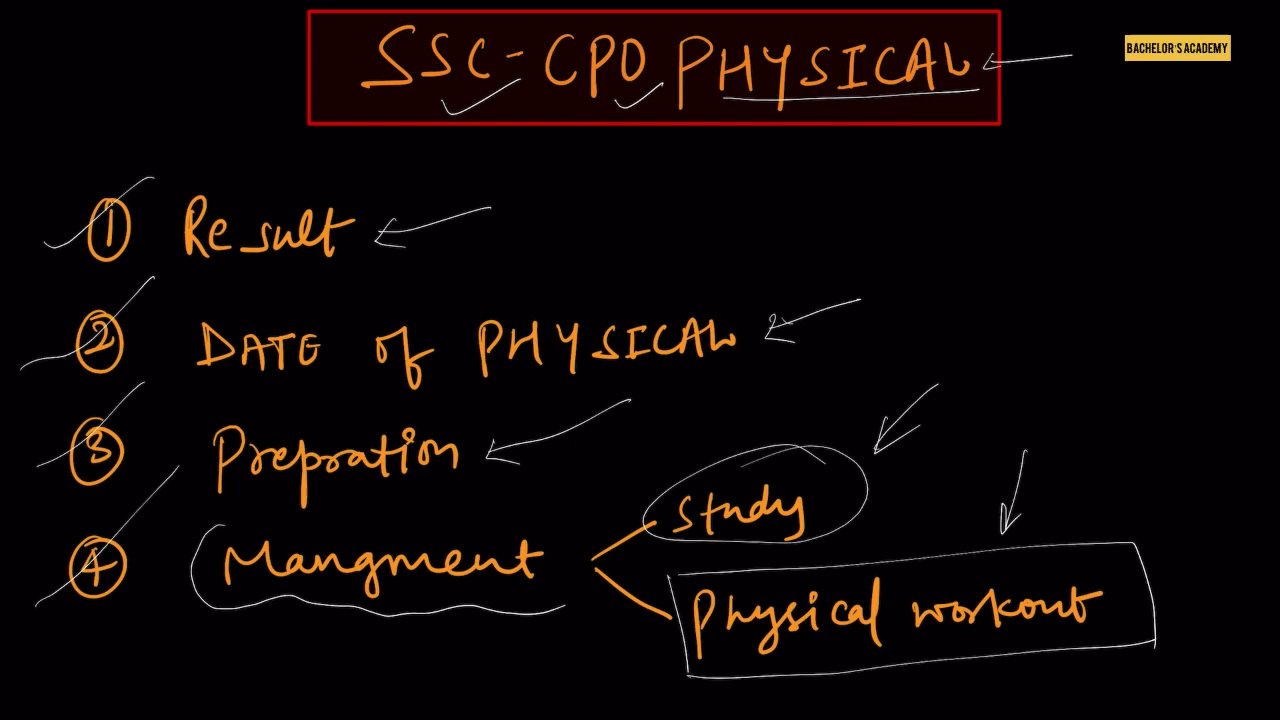 SSC-CPO PHYSICAL
BACHELOR'S ACADEMY
① Result
② DATE of PHYSICAL
③ Prepration
④ Mangment
Study
Physical workout